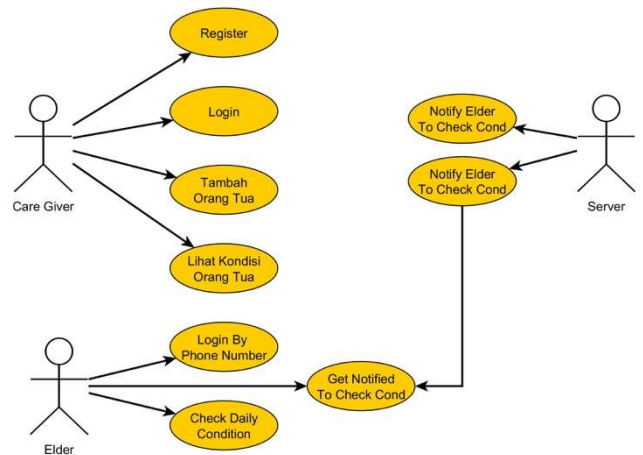 Register
Login
Tambah
Orang Tua
Lihat Kondisi
Orang Tua
Care Giver
Notify Elder
To Check Cond
Notify Elder
To Check Cond
Server
Login By
Phone Number
Get Notified
To Check Cond
Check Daily
Condition
Elder